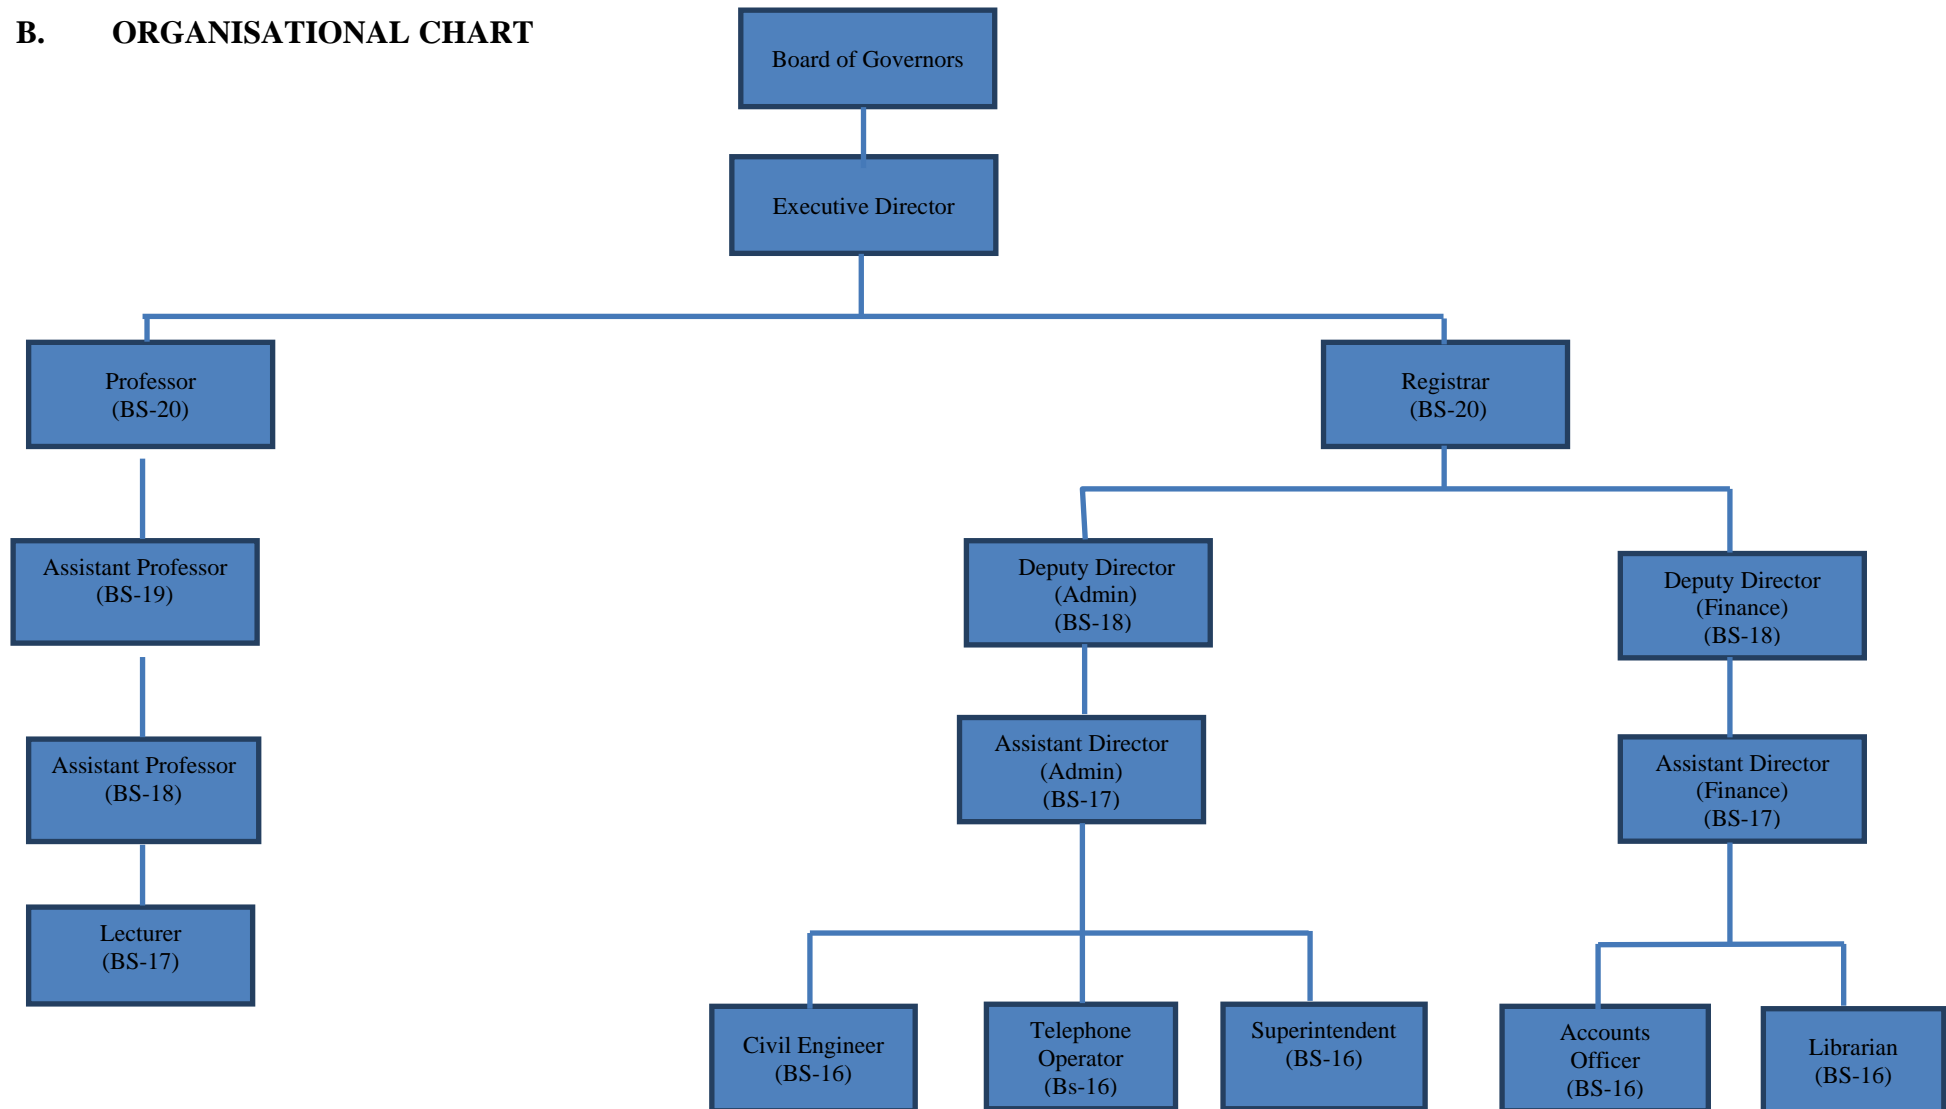 B. ORGANISATIONAL CHART
Board of Governors
Executive Director
Professor
(BS-20)
Registrar
(BS-20)
Assistant Professor
(BS-19)
Deputy Director
(Admin)
(BS-18)
Deputy Director
(Finance)
(BS-18)
Assistant Professor
(BS-18)
Assistant Director
(Admin)
(BS-17)
Assistant Director
(Finance)
(BS-17)
Lecturer
(BS-17)
Civil Engineer
(BS-16)
Telephone
Operator
(Bs-16)
Superintendent
(BS-16)
Accounts
Officer
(BS-16)
Librarian
(BS-16)